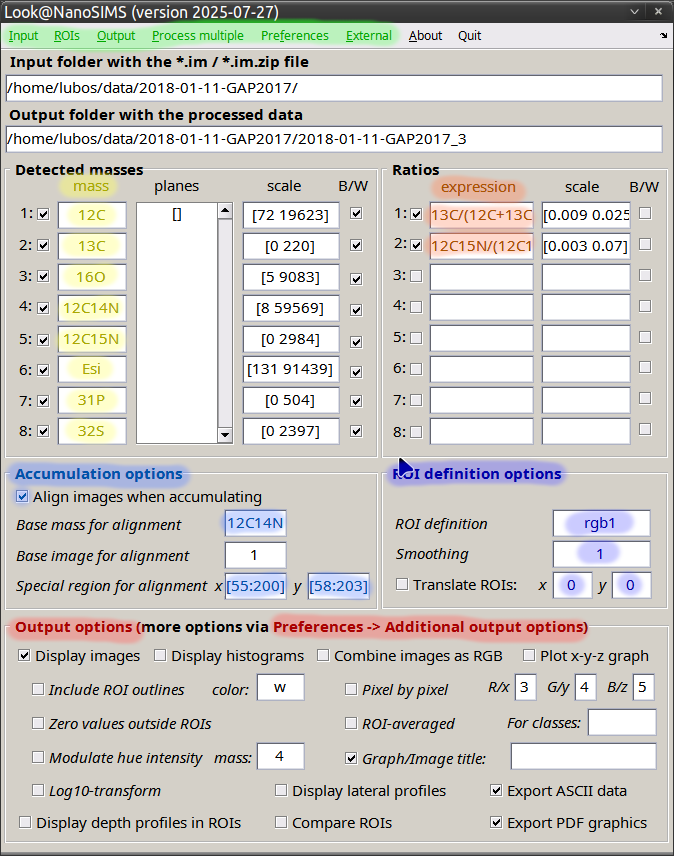 Look@NanoSIMS (version 2025-07-27)
Input ROIs Output Process multiple Preferences External About Quit
Input folder with the *.im / *.im.zip file
/home/lubos/data/2018-01-11-GAP2017/
Output folder with the processed data
/home/lubos/data/2018-01-11-GAP2017/2018-01-11-GAP2017_3
Detected masses
mass planes scale B/W
1: 12C [] [72 19623]
2: 13C [0 220]
3: 16O [5 9083]
4: 12C14N [8 59569]
5: 12C15N [0 2984]
6: Esi [131 91439]
7: 31P [0 504]
8: 32S [0 2397]
Ratios
expression scale B/W
1: 13C/(12C+13C [0.009 0.025
2: 12C15N/(12C1 [0.003 0.07]
3:
4:
5:
6:
7:
8:
Accumulation options
Align images when accumulating
Base mass for alignment 12C14N
Base image for alignment 1
Special region for alignment x [55:200] y [58:203]
ROI definition options
ROI definition rgb1
Smoothing 1
Translate ROIs: x 0 y 0
Output options (more options via Preferences -> Additional output options)
Display images Display histograms Combine images as RGB Plot x-y-z graph
Include ROI outlines color: w Pixel by pixel R/x 3 G/y 4 B/z 5
Zero values outside ROIs ROI-averaged For classes:
Modulate hue intensity mass: 4 Graph/Image title:
Log10-transform Display lateral profiles Export ASCII data
Display depth profiles in ROIs Compare ROIs Export PDF graphics